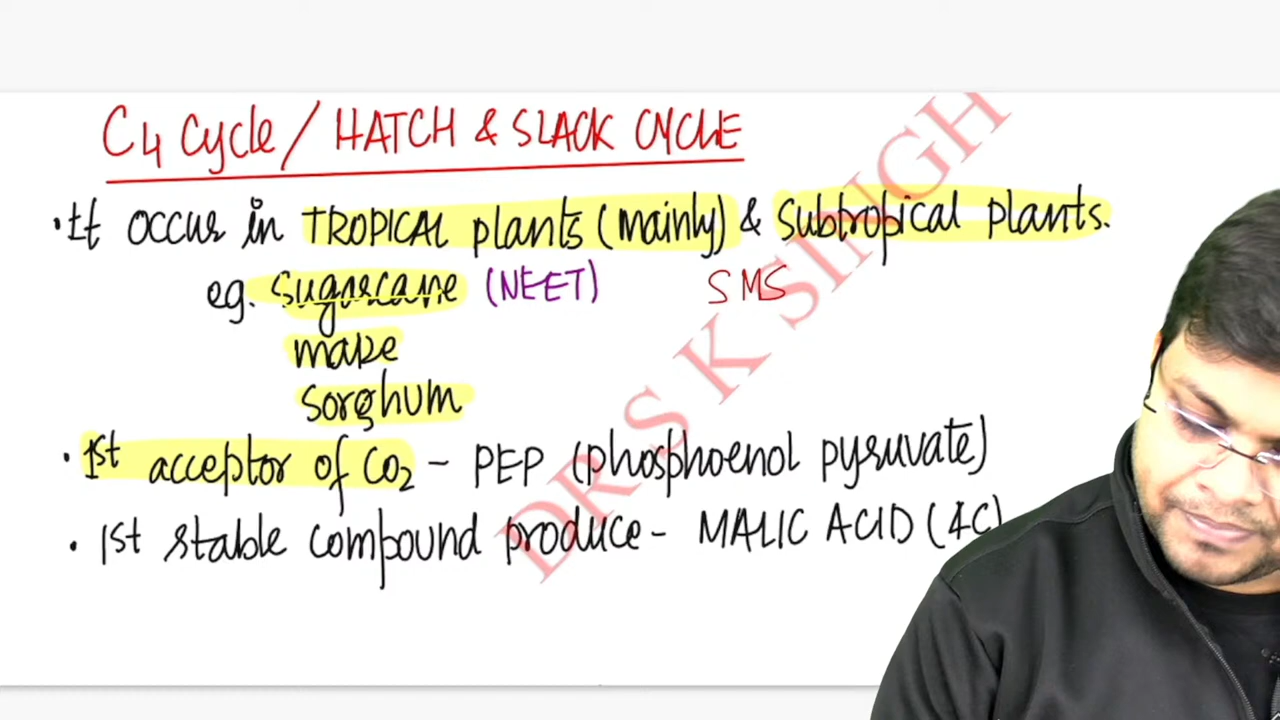 C4 Cycle / HATCH & SLACK CYCLE
• It occur in TROPICAL plants (mainly) & Subtropical plants.
eg. Sugarcane (NEET) SMS
maize
Sorghum
• 1st acceptor of CO2 - PEP (phosphoenol pyruvate)
• 1st stable compound produce - MALIC ACID (4C)
DR S K SINGH